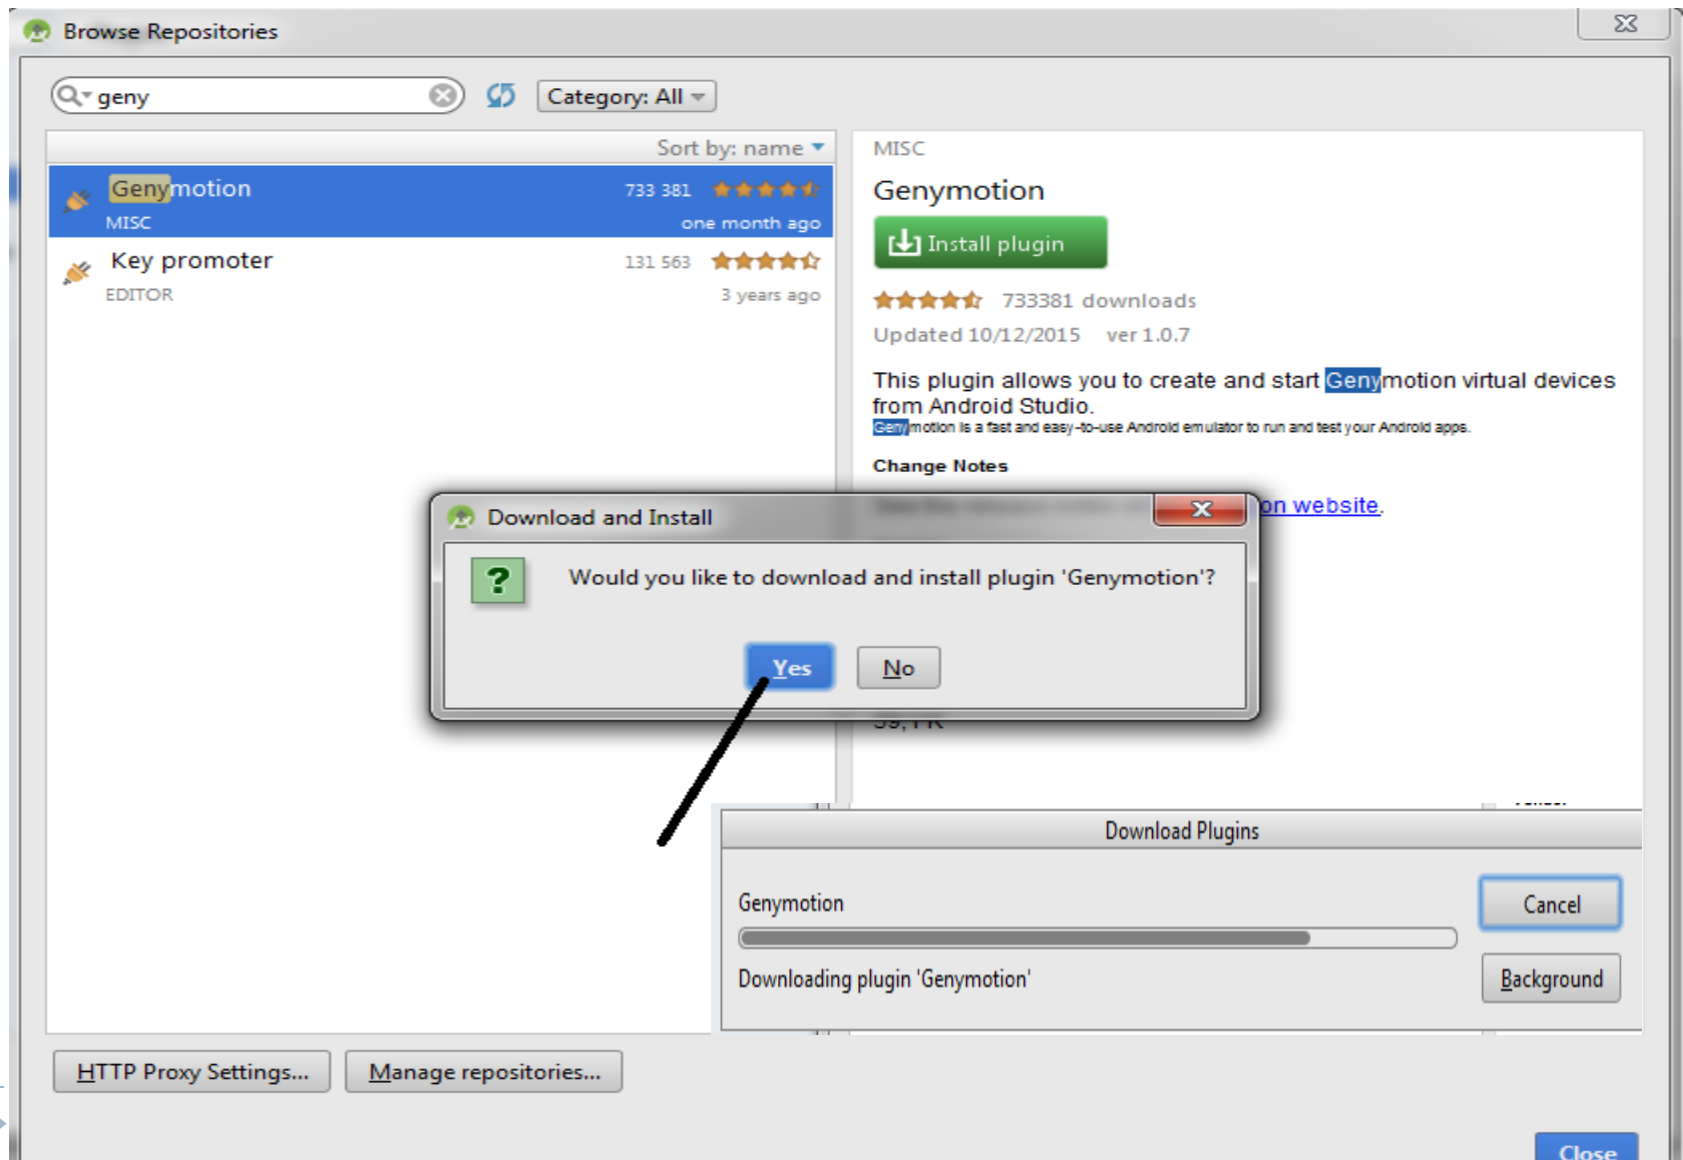 Browse Repositories
geny
Category: All
Sort by: name
Genymotion 733 381
MISC one month ago
Key promoter 131 563
EDITOR 3 years ago
MISC
Genymotion
Install plugin
733381 downloads
Updated 10/12/2015 ver 1.0.7
This plugin allows you to create and start Genymotion virtual devices
from Android Studio.
Genymotion is a fast and easy-to-use Android emulator to run and test your Android apps.
Change Notes
on website.
Download and Install
Would you like to download and install plugin 'Genymotion'?
Yes No
Download Plugins
Genymotion
Cancel
Downloading plugin 'Genymotion'
Background
HTTP Proxy Settings... Manage repositories...
Close